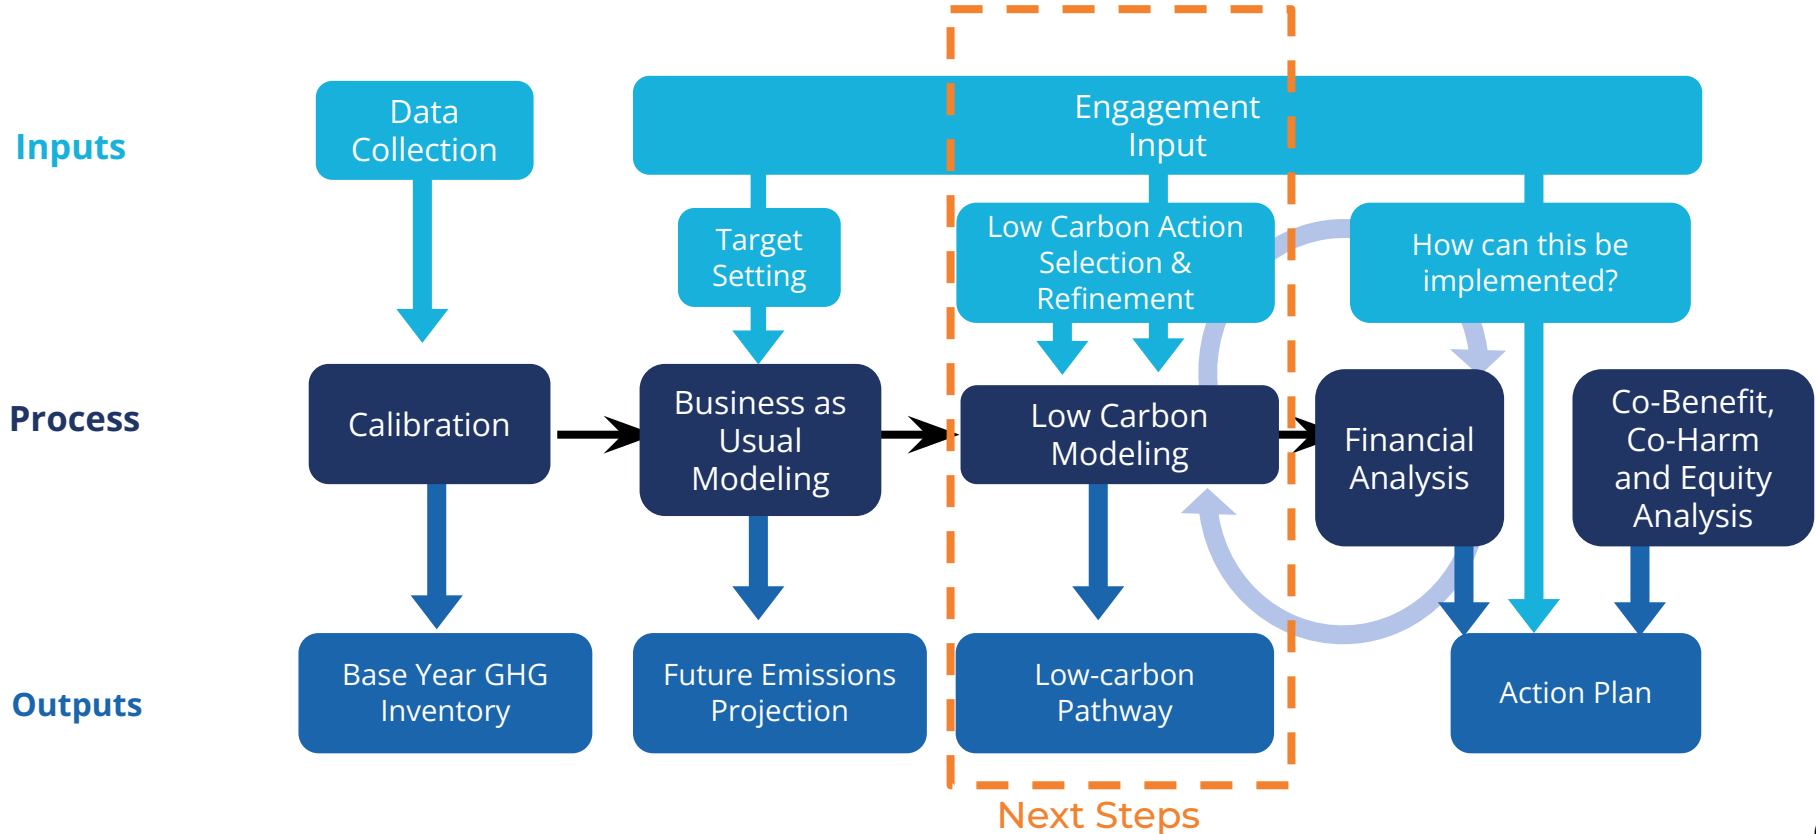 Inputs
Data
Collection
Engagement
Input
Target
Setting
Low Carbon Action
Selection &
Refinement
How can this be
implemented?
Process
Calibration
Business as
Usual
Modeling
Low Carbon
Modeling
Financial
Analysis
Co-Benefit,
Co-Harm
and Equity
Analysis
Outputs
Base Year GHG
Inventory
Future Emissions
Projection
Low-carbon
Pathway
Action Plan
Next Steps